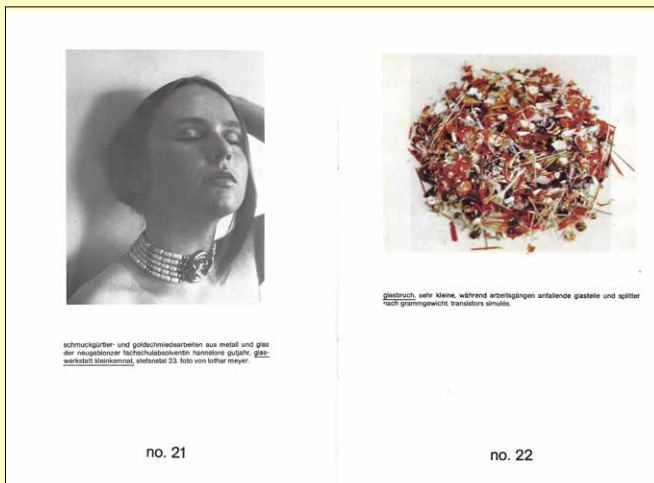 schmuckgürtler- und goldschmiedearbeiten aus metall und glas
der neugablonzer fachschulabsolventin hannelore gutjahr, glas-
werkstatt kleinkemnat, stefanstal 23. foto von lothar meyer.
no. 21
glasbruch, sehr kleine, während arbeitsgängen anfallende glasteile und splitter
nach grammgewicht. transistors simulés.
no. 22